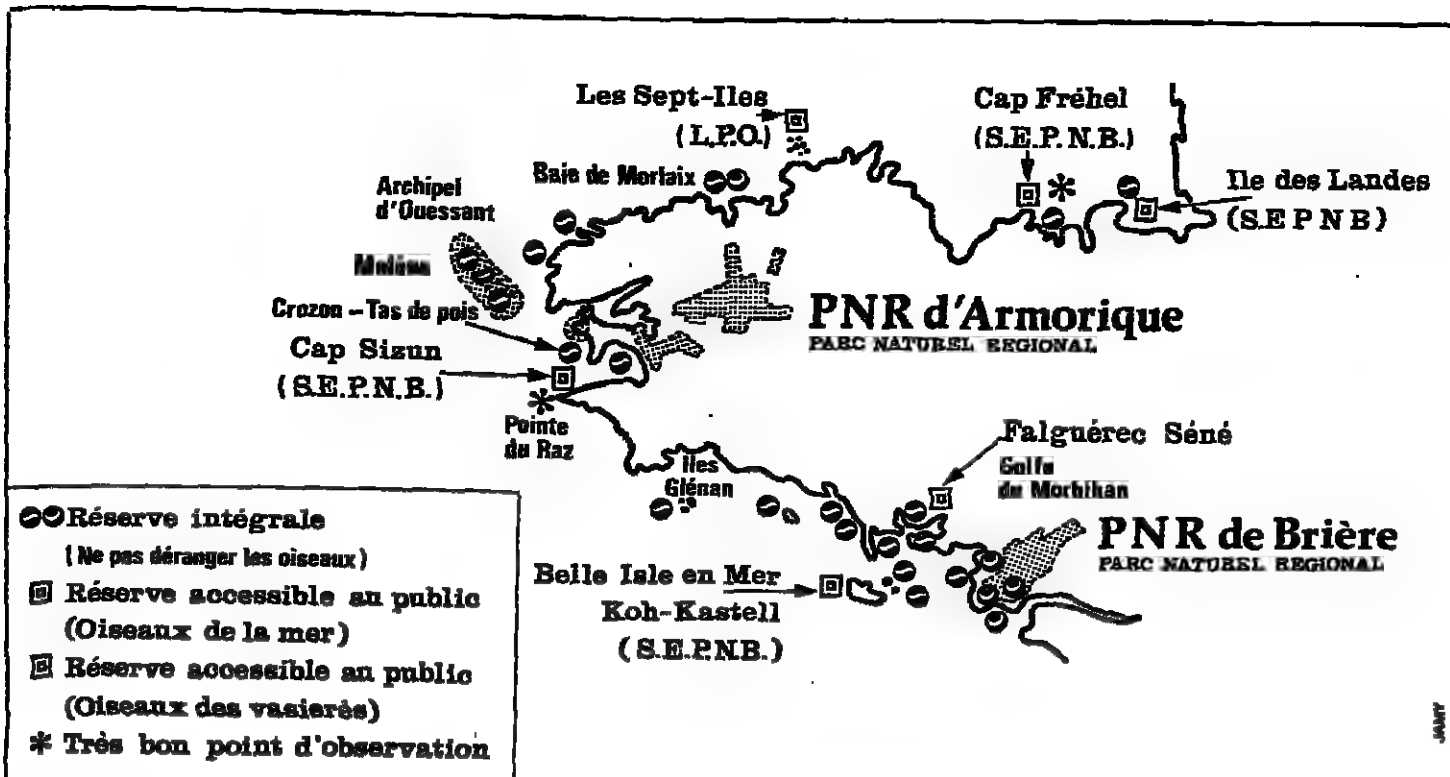 Les Sept-Iles
(L.P.O.)
Cap Fréhel
(S.E.P.N.B.)
Baie de Morlaix
Archipel
d'Ouessant
Ile des Landes
(S.E P N B)
Molène
Crozon – Tas de pois
Cap Sizun
(S.E.P.N.B.)
PNR d'Armorique
PARC NATUREL REGIONAL
Pointe
du Raz
Iles
Glénan
Falguérec Séné
Golfe
du Morbihan
PNR de Brière
PARC NATUREL REGIONAL
Belle Isle en Mer
Koh-Kastell
(S.E.P.N.B.)
Réserve intégrale
(Ne pas déranger les oiseaux)
Réserve accessible au public
(Oiseaux de la mer)
Réserve accessible au public
(Oiseaux des vasierès)
Très bon point d'observation
JAMY